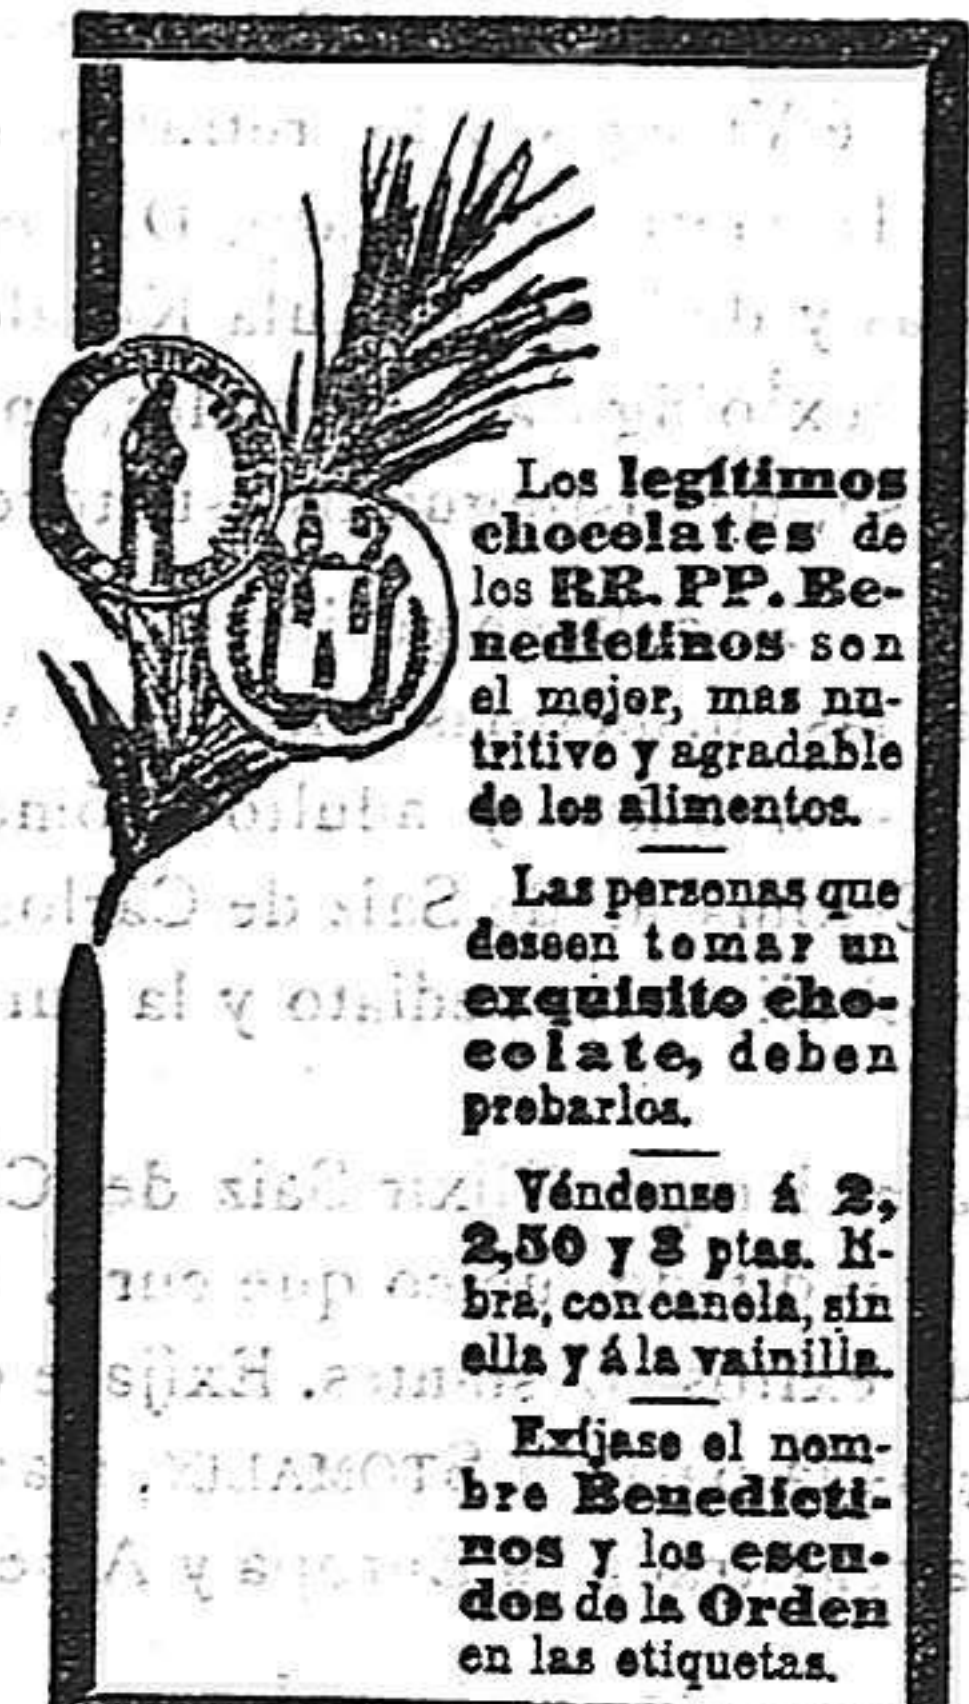 Los legítimos
chocolates de
los RR. PP. Be-
nedictinos son
el mejor, mas nu-
tritivo y agradable
de los alimentos.
Las personas que
deseen tomar un
exquisito cho-
colate, deben
probarlos.
Véndense á 2,
2,50 y 3 ptas. li-
bra, con canela, sin
ella y á la vainilla.
Exíjase el nom-
bre Benedicti-
nos y los escu-
dos de la Orden
en las etiquetas.